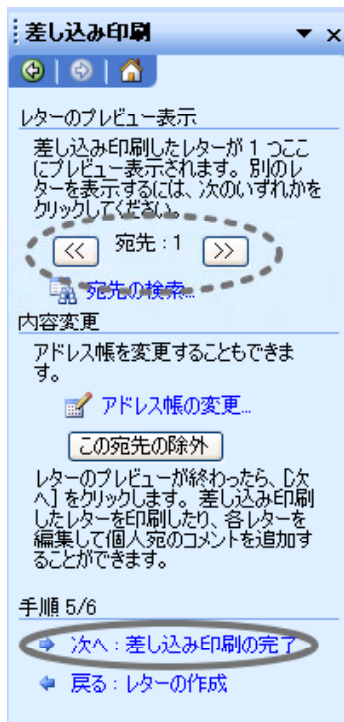 差し込み印刷
レターのプレビュー表示
差し込み印刷したレターが 1 つここ
にプレビュー表示されます。別のレ
ターを表示するには、次のいずれかを
クリックしてください。
<< 宛先 : 1 >>
宛先の検索...
内容変更
アドレス帳を変更することもできま
す。
アドレス帳の変更...
この宛先の除外
レターのプレビューが終わったら、[次
へ] をクリックします。差し込み印刷
したレターを印刷したり、各レターを
編集して個人宛のコメントを追加す
ることができます。
手順 5/6
次へ : 差し込み印刷の完了
戻る : レターの作成